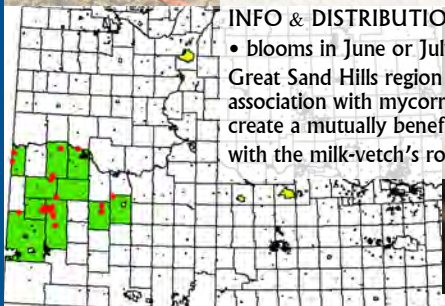 INFO & DISTRIBUTIO
• blooms in June or Jul
Great Sand Hills region
association with mycorr
create a mutually benef
with the milk-vetch's ro